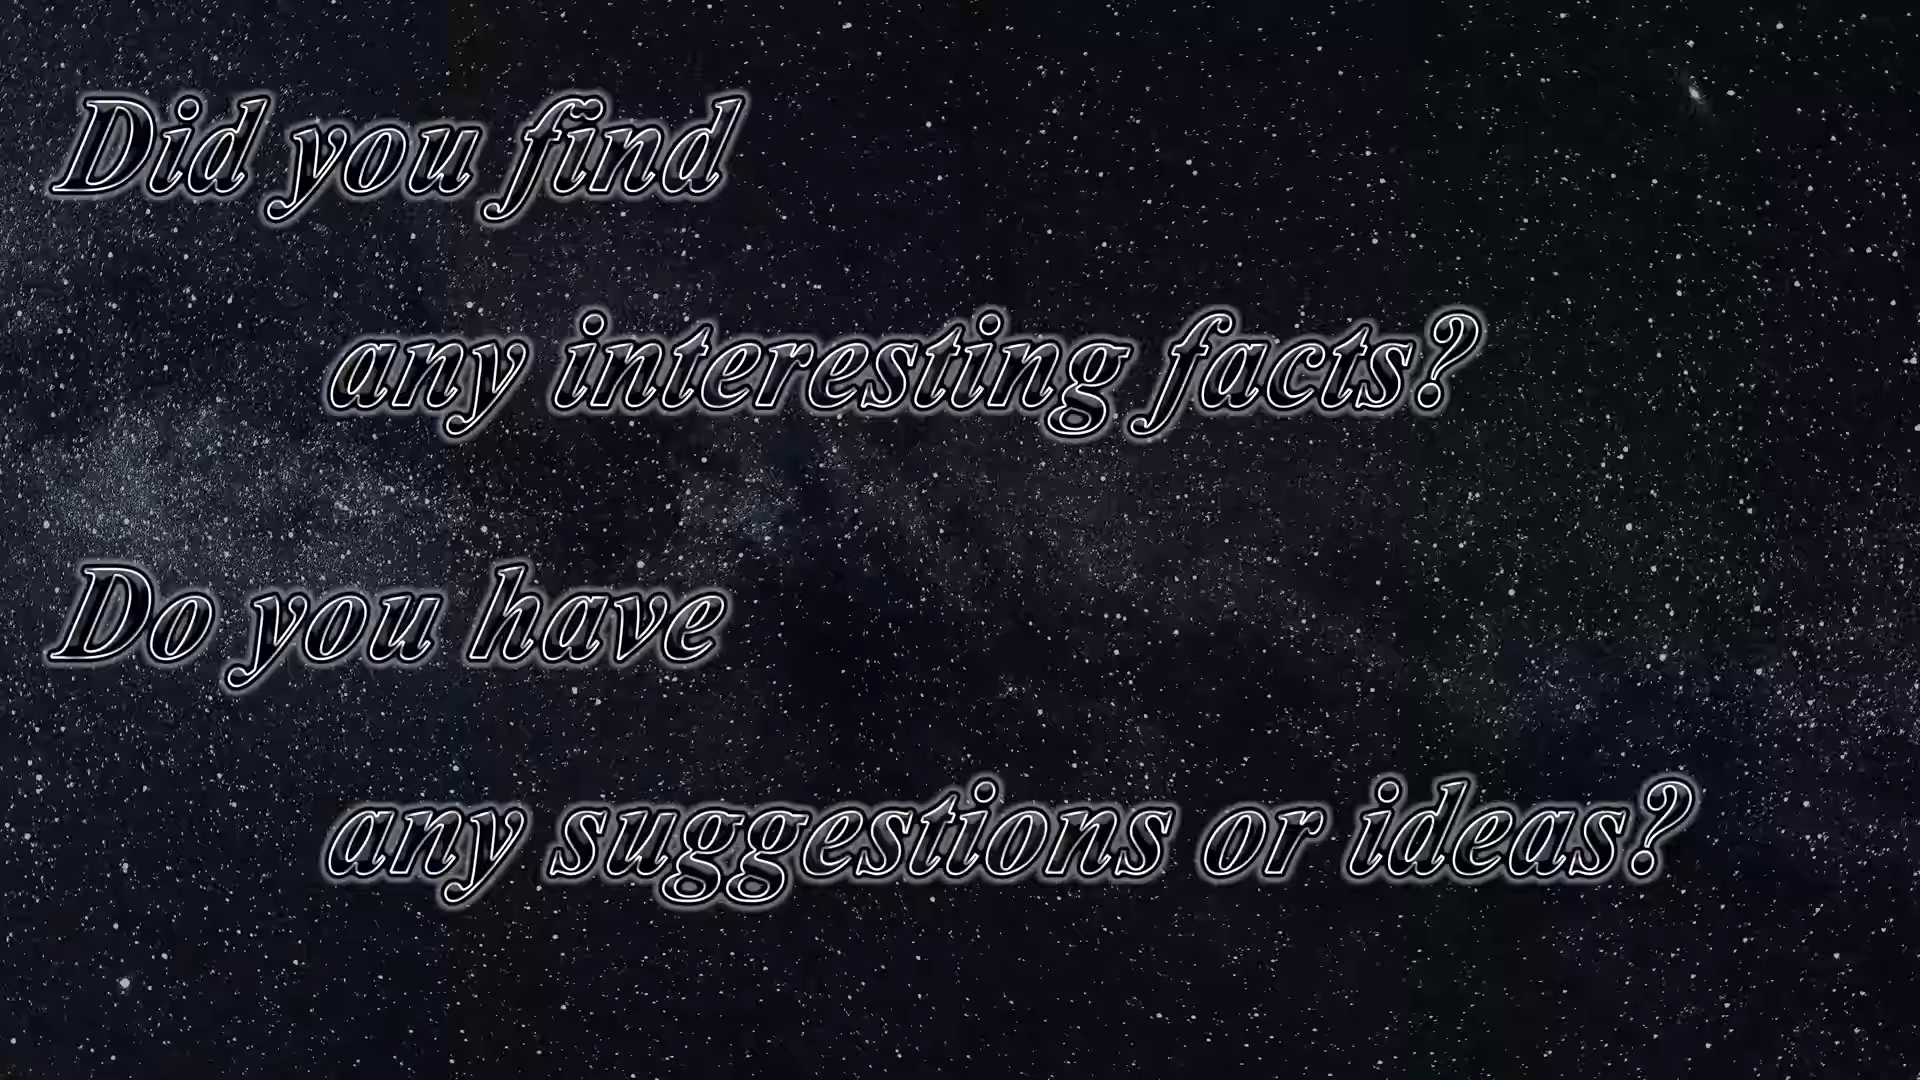 Did you find
any interesting facts?
Do you have
any suggestions or ideas?